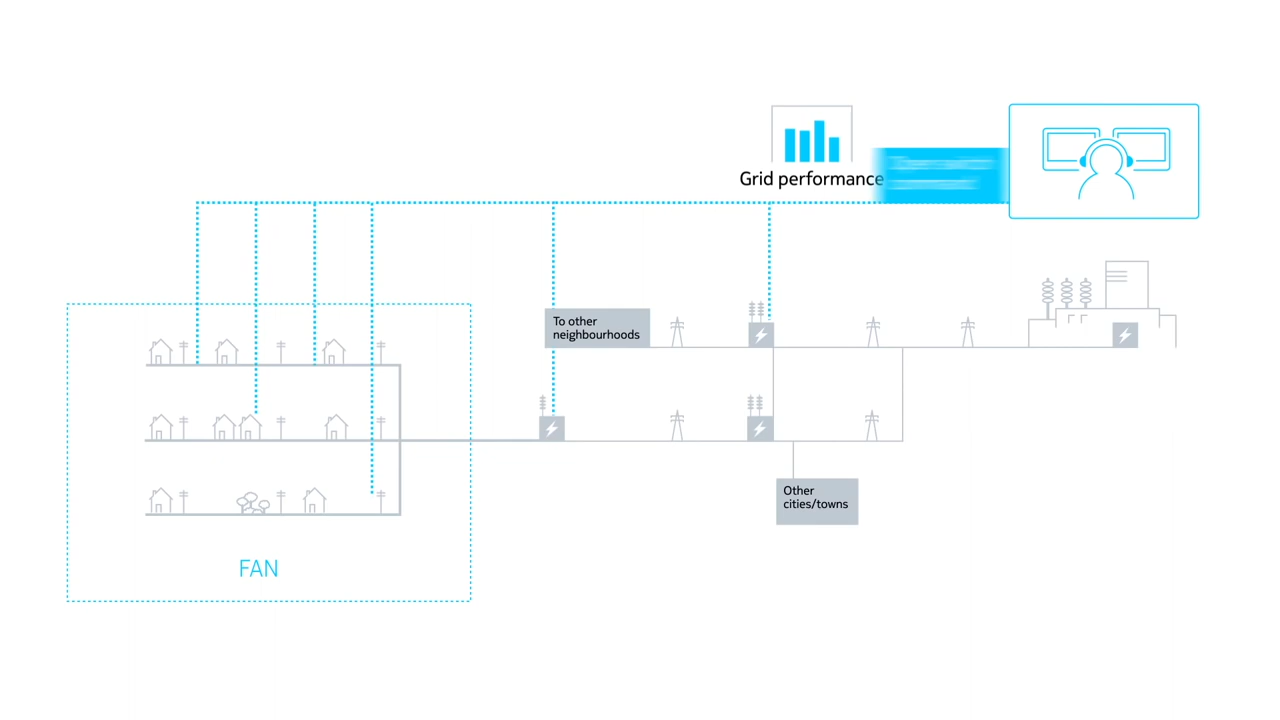 Grid performance
To other
neighbourhoods
Other
cities/towns
FAN